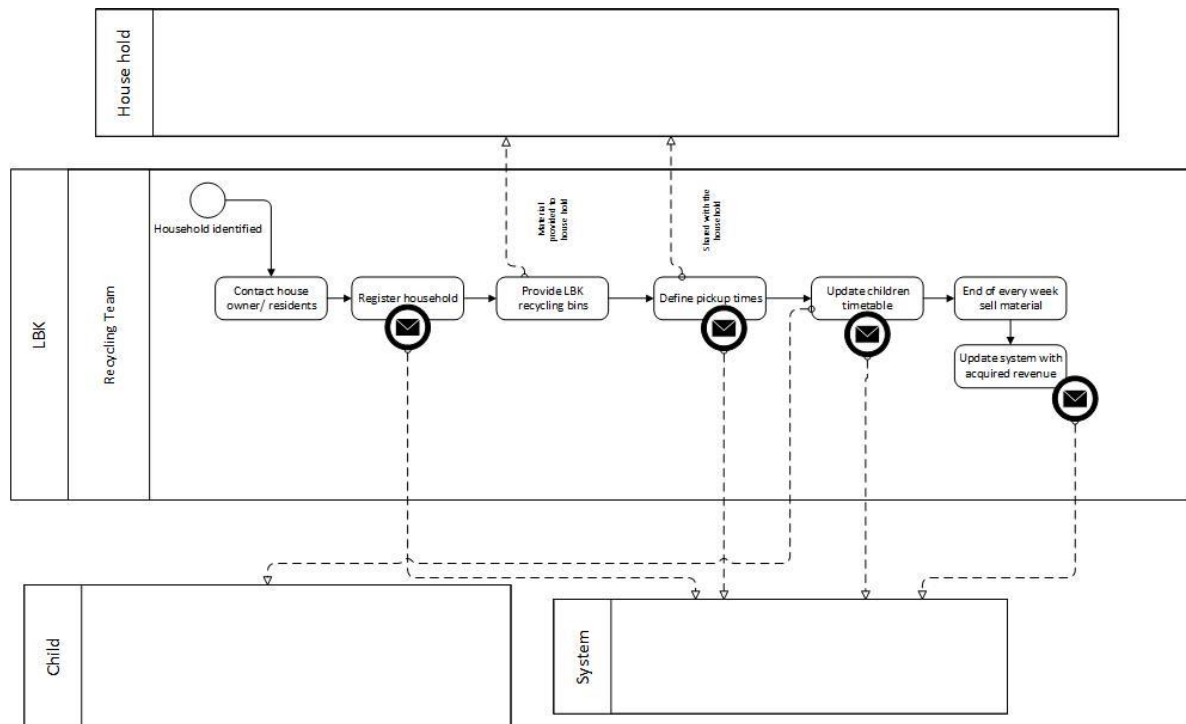 House hold
LBK
Recycling Team
Household identified
Material
provided to
house hold
Shared with the
household
Contact house
owner/ residents
Register household
Provide LBK
recycling bins
Define pickup times
Update children
timetable
End of every week
sell material
Update system with
acquired revenue
Child
System